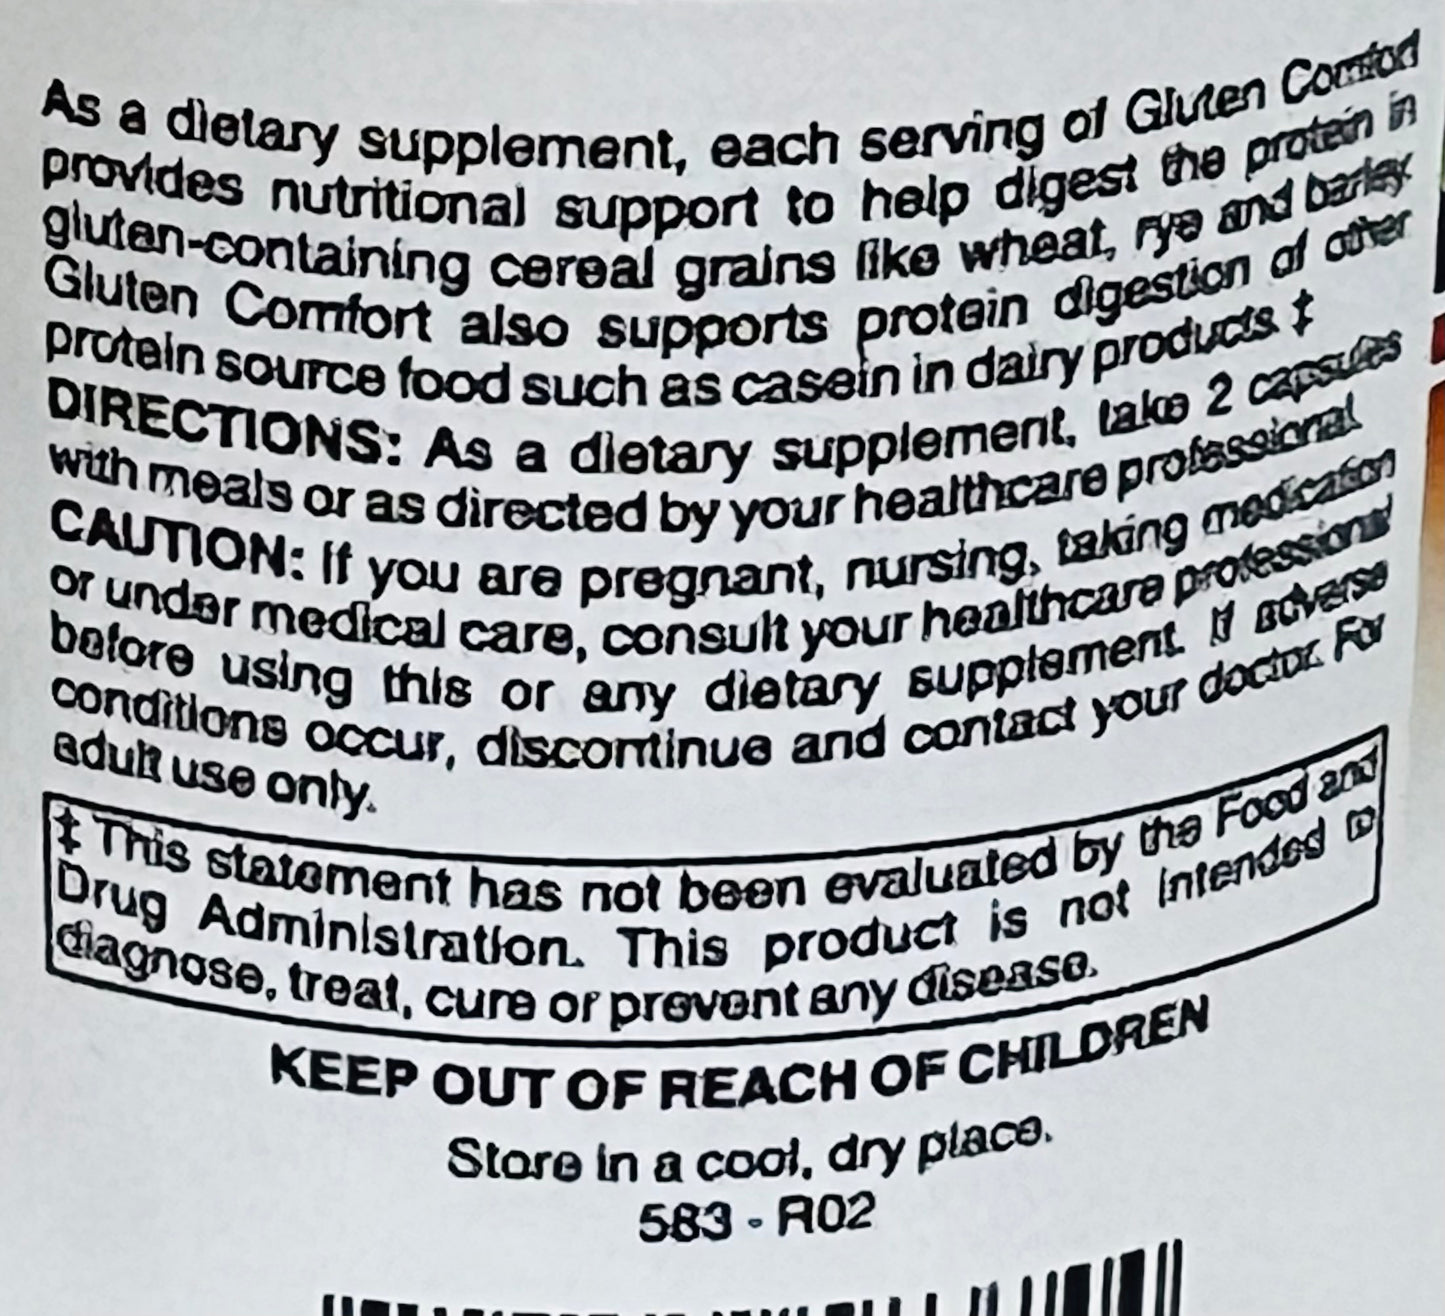 As a dietary supplement, each serving of Gluten Comfort
provides nutritional support to help digest the protein in
gluten-containing cereal grains like wheat, rye and barley.
Gluten Comfort also supports protein digestion of other
protein source food such as casein in dairy products. ‡
DIRECTIONS: As a dietary supplement, take 2 capsules
with meals or as directed by your healthcare professional.
CAUTION: If you are pregnant, nursing, taking medication
or under medical care, consult your healthcare professional
before using this or any dietary supplement. If adverse
conditions occur, discontinue and contact your doctor. For
adult use only.
‡ This statement has not been evaluated by the Food and
Drug Administration. This product is not intended to
diagnose, treat, cure or prevent any disease.
KEEP OUT OF REACH OF CHILDREN
Store in a cool, dry place.
583 - R02